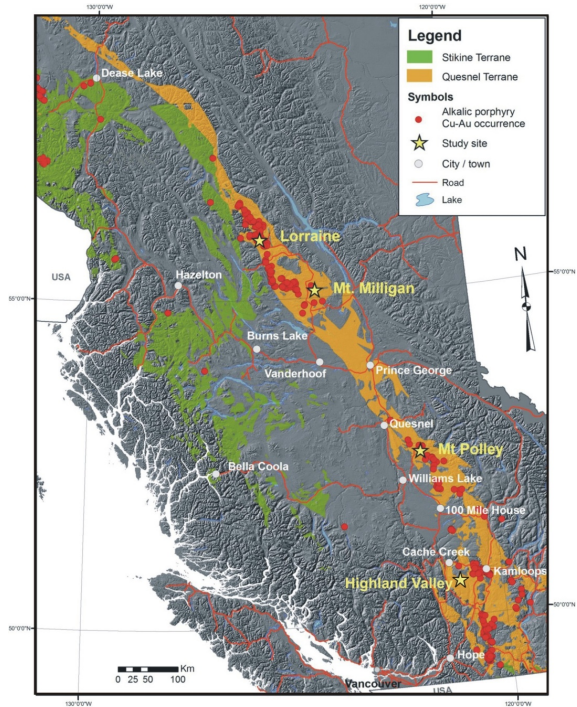 130°0'0"W
120°0'0"W
Legend
Stikine Terrane
Quesnel Terrane
Symbols
Alkalic porphyry
Cu-Au occurrence
Study site
City / town
Road
Lake
Dease Lake
Lorraine
USA
Hazelton
N
55°0'0"N
55°0'0"N
Mt. Milligan
Burns Lake
Vanderhoof
Prince George
Quesnel
Mt Polley
Bella Coola
Williams Lake
100 Mile House
Cache Creek
Kamloops
Highland Valley
50°0'0"N
50°0'0"N
Hope
Km
0 25 50 100
Vancouver
USA
130°0'0"W
120°0'0"W